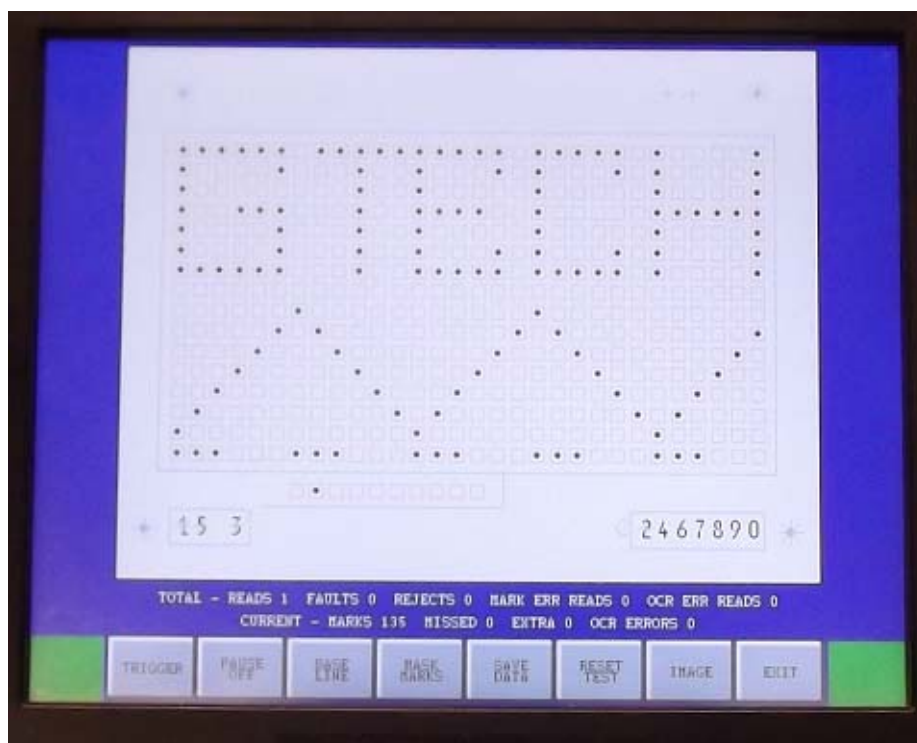 15 3
2467890
TOTAL - READS 1 FAULTS 0 REJECTS 0 MARK ERR READS 0 OCR ERR READS 0
CURRENT - MARKS 135 MISSED 0 EXTRA 0 OCR ERRORS 0
TRIGGER
PAUSE OFF
BASE LINE
MASK MARKS
SAVE DATA
RESET TEST
IMAGE
EXIT